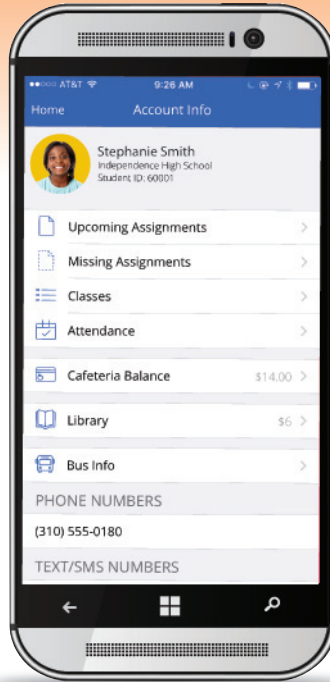 AT&T 9:26 AM
Home Account Info
Stephanie Smith
Independence High School
Student ID: 60001
Upcoming Assignments
Missing Assignments
Classes
Attendance
Cafeteria Balance $14.00
Library $6
Bus Info
PHONE NUMBERS
(310) 555-0180
TEXT/SMS NUMBERS